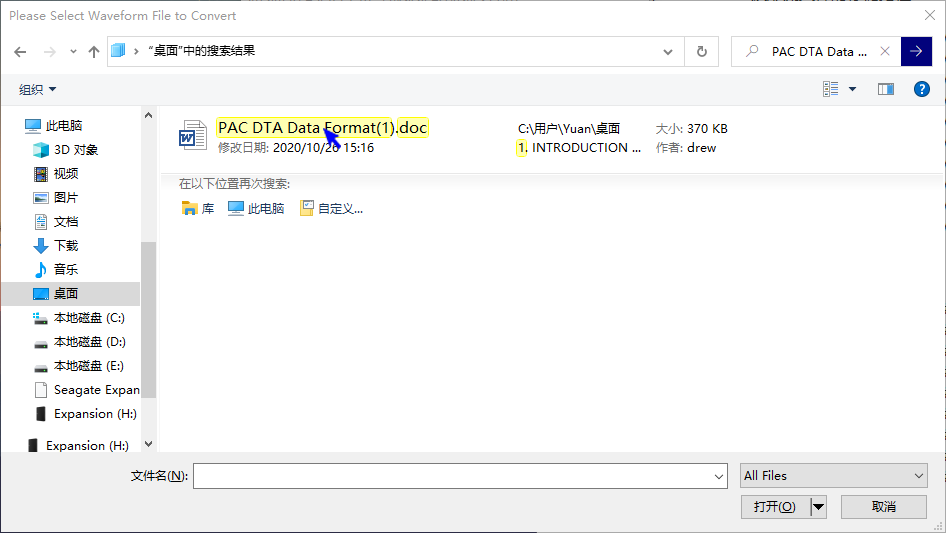 Please Select Waveform File to Convert
“桌面”中的搜索结果
PAC DTA Data ...
组织
此电脑
3D 对象
视频
图片
文档
下载
音乐
桌面
本地磁盘 (C:)
本地磁盘 (D:)
本地磁盘 (E:)
Seagate Expan
Expansion (H:)
Expansion (H:)
PAC DTA Data Format(1).doc
修改日期: 2020/10/26 15:16
C:\用户\Yuan\桌面
1. INTRODUCTION ...
大小: 370 KB
作者: drew
在以下位置再次搜索:
库 此电脑 自定义...
文件名(N):
All Files
打开(O)
取消